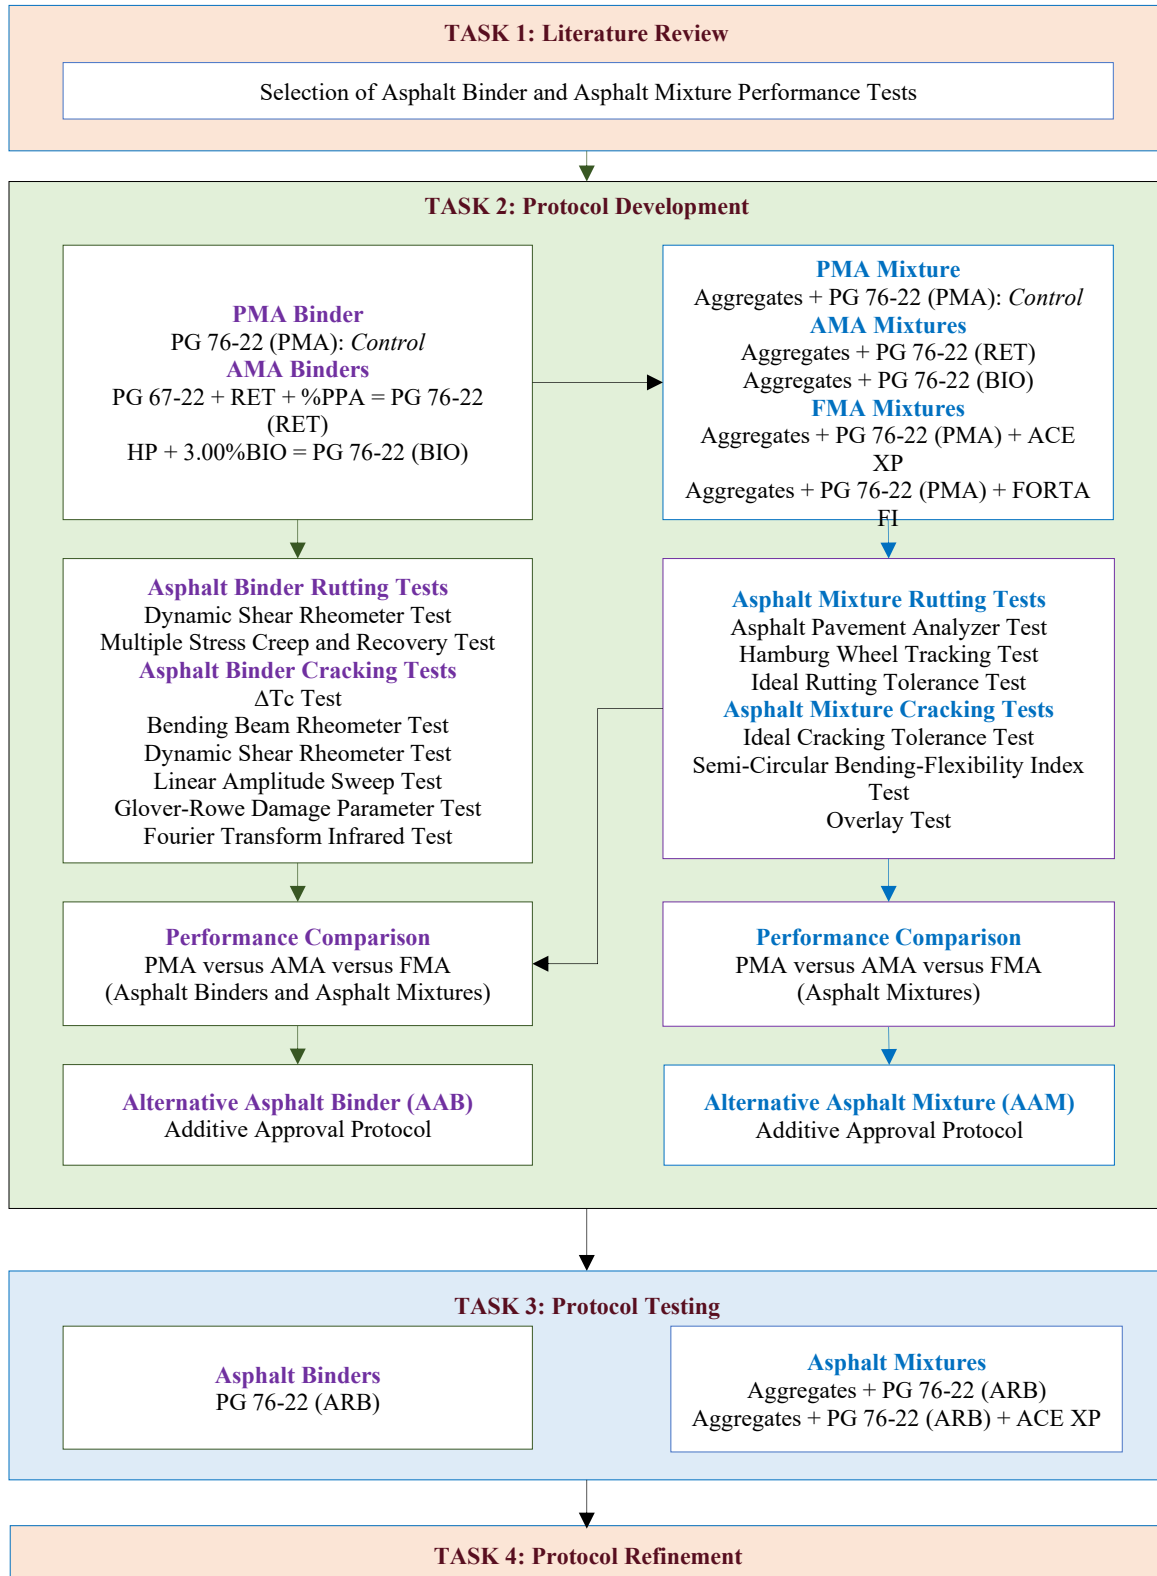 TASK 1: Literature Review
Selection of Asphalt Binder and Asphalt Mixture Performance Tests
TASK 2: Protocol Development
PMA Binder
PG 76-22 (PMA): Control
AMA Binders
PG 67-22 + RET + %PPA = PG 76-22
(RET)
HP + 3.00%BIO = PG 76-22 (BIO)
PMA Mixture
Aggregates + PG 76-22 (PMA): Control
AMA Mixtures
Aggregates + PG 76-22 (RET)
Aggregates + PG 76-22 (BIO)
FMA Mixtures
Aggregates + PG 76-22 (PMA) + ACE
XP
Aggregates + PG 76-22 (PMA) + FORTA
FI
Asphalt Binder Rutting Tests
Dynamic Shear Rheometer Test
Multiple Stress Creep and Recovery Test
Asphalt Binder Cracking Tests
ΔTc Test
Bending Beam Rheometer Test
Dynamic Shear Rheometer Test
Linear Amplitude Sweep Test
Glover-Rowe Damage Parameter Test
Fourier Transform Infrared Test
Asphalt Mixture Rutting Tests
Asphalt Pavement Analyzer Test
Hamburg Wheel Tracking Test
Ideal Rutting Tolerance Test
Asphalt Mixture Cracking Tests
Ideal Cracking Tolerance Test
Semi-Circular Bending-Flexibility Index
Test
Overlay Test
Performance Comparison
PMA versus AMA versus FMA
(Asphalt Binders and Asphalt Mixtures)
Performance Comparison
PMA versus AMA versus FMA
(Asphalt Mixtures)
Alternative Asphalt Binder (AAB)
Additive Approval Protocol
Alternative Asphalt Mixture (AAM)
Additive Approval Protocol
TASK 3: Protocol Testing
Asphalt Binders
PG 76-22 (ARB)
Asphalt Mixtures
Aggregates + PG 76-22 (ARB)
Aggregates + PG 76-22 (ARB) + ACE XP
TASK 4: Protocol Refinement